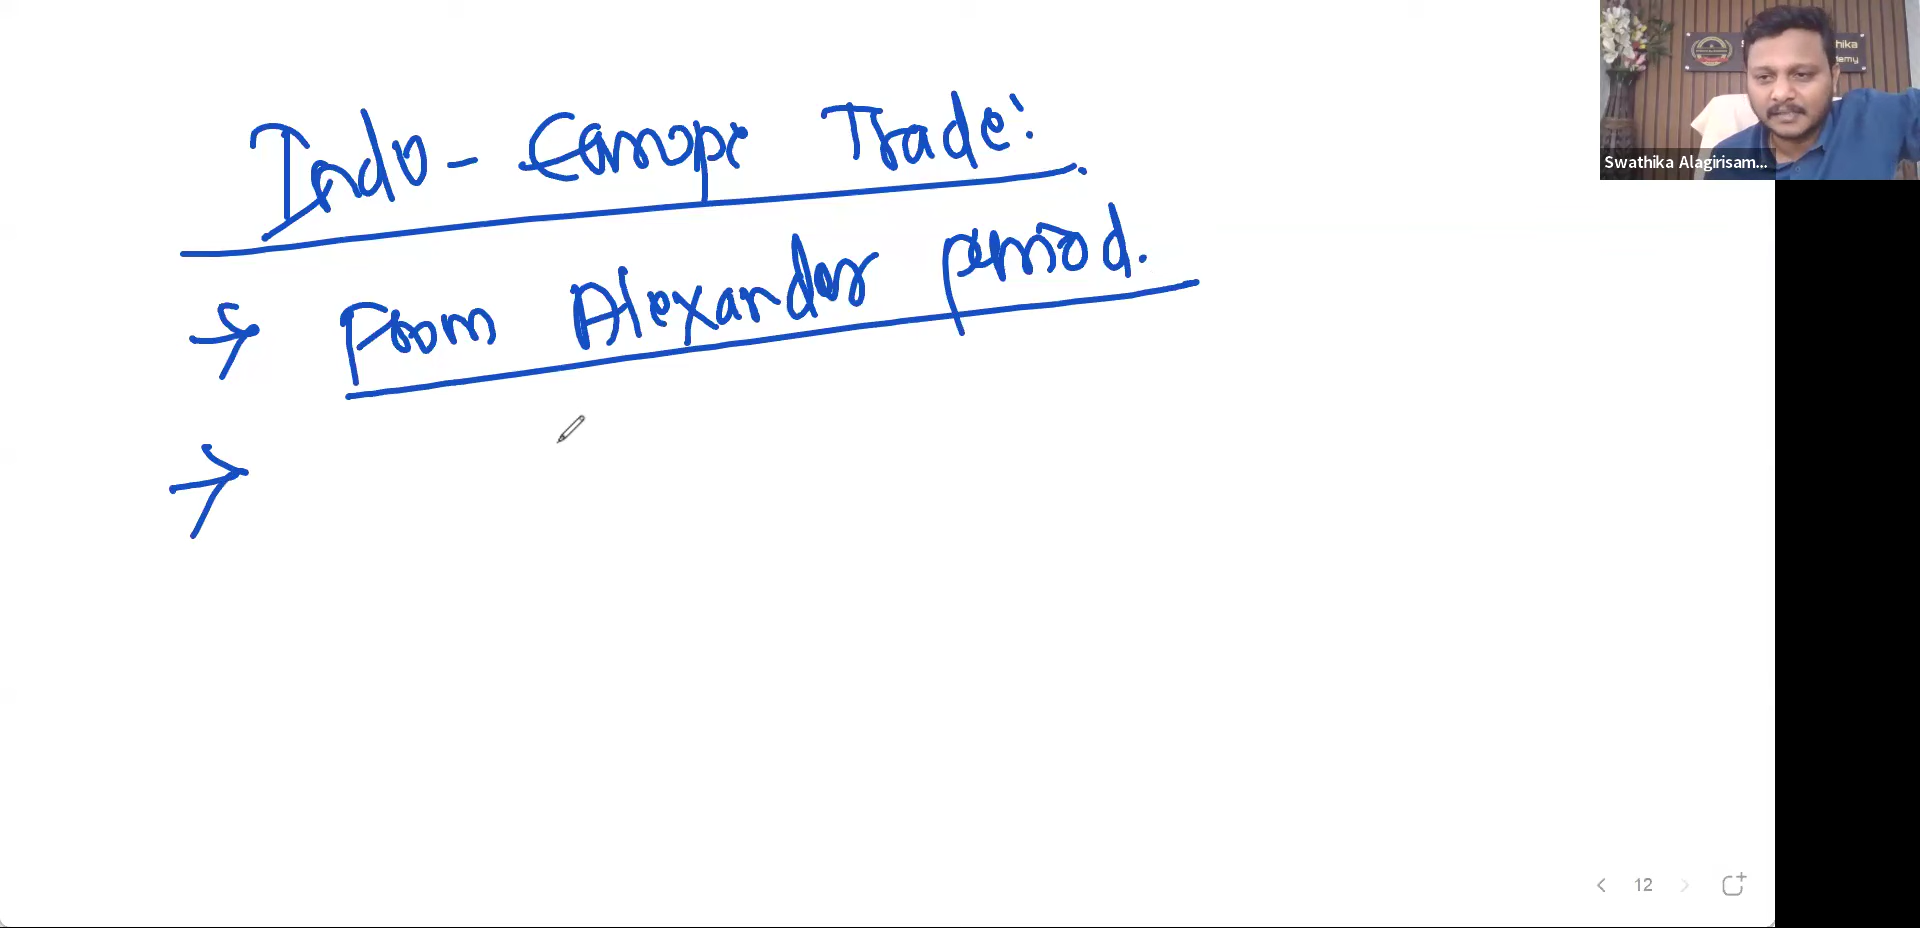 Indo - Europe Trade:
→ From Alexander period.
→
Swathika Alagirisam...
12